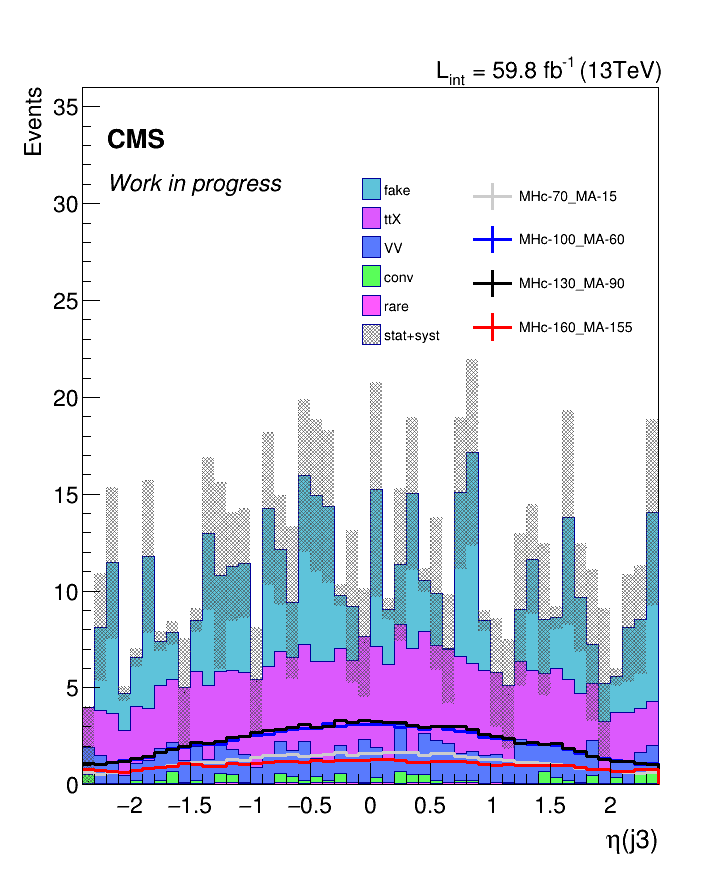 L_int = 59.8 fb^-1 (13TeV)
Events
35
CMS
Work in progress
30
25
20
15
10
5
0
fake
ttX
VV
conv
rare
stat+syst
MHc-70_MA-15
MHc-100_MA-60
MHc-130_MA-90
MHc-160_MA-155
−2 −1.5 −1 −0.5 0 0.5 1 1.5 2
η(j3)